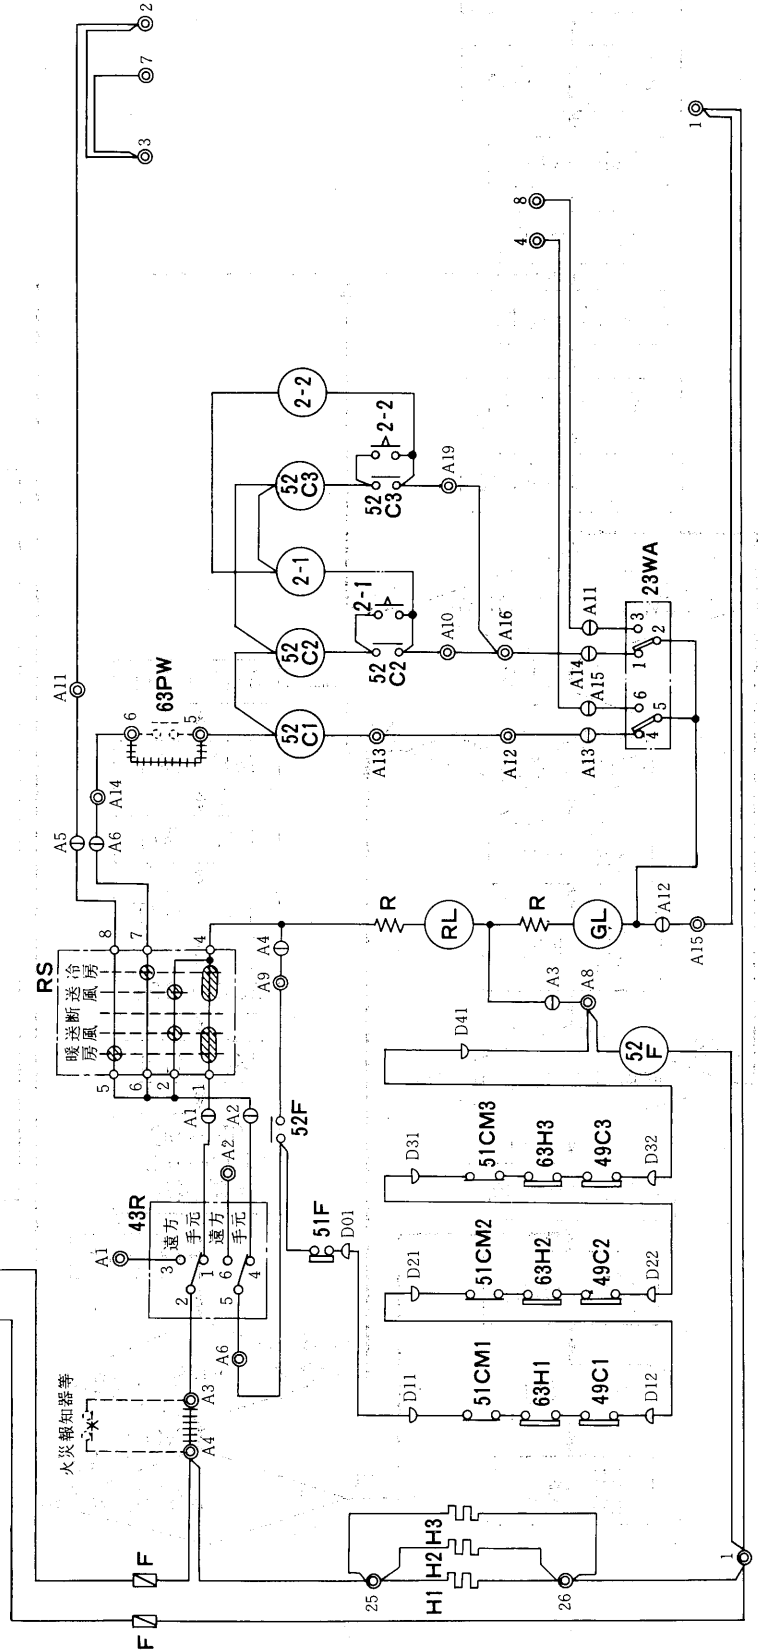 2
7
3
1
8
4
A11
63PW
6
5
A14
A5
A6
2-2
52
C3
2-2
52
C3
A19
2-1
2-1
52
C2
52
C2
A10
A16
52
C1
A13
A12
A11
A14
A15
A13
23WA
3
2
1
6
5
4
RS
8
7
4
冷房
送風
断
送風
暖房
5
6
2
1
A4
A9
R
RL
R
GL
A12
A15
A3
A8
52
F
A1
A2
52F
43R
A1
A2
遠方
手元
遠方
手元
3
2
1
6
5
4
A6
51F
D01
D41
D31
51CM3
63H3
49C3
D32
D21
51CM2
63H2
49C2
D22
D11
51CM1
63H1
49C1
D12
火災報知器等
A3
A4
F
F
25
H1
H2
H3
26
1